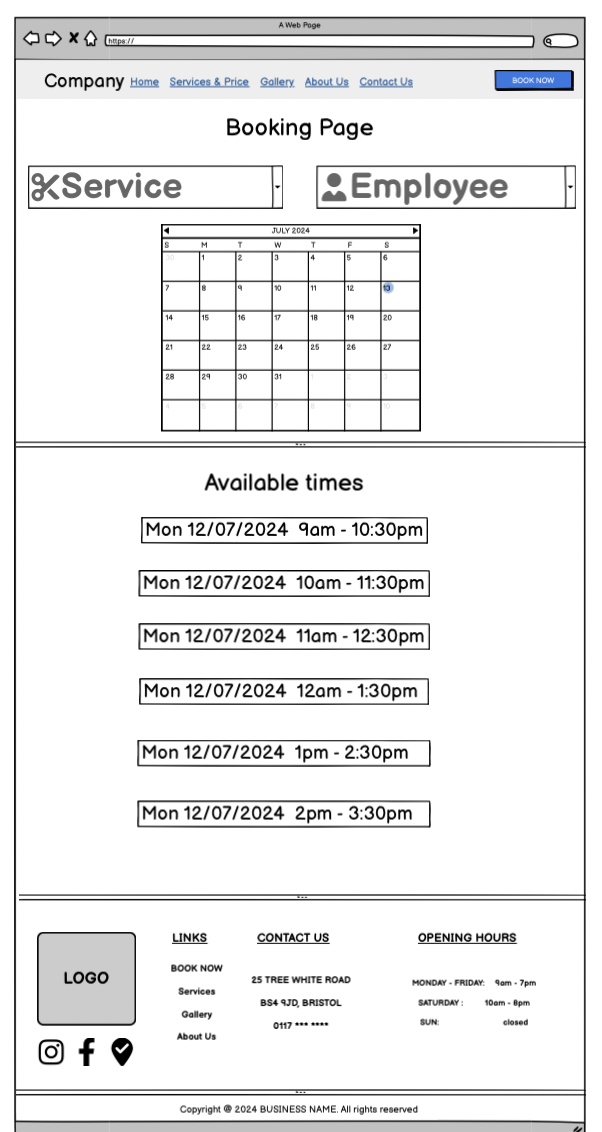 A Web Page
https://
Company Home Services & Price Gallery About Us Contact Us BOOK NOW
Booking Page
Service Employee
JULY 2024
S M T W T F S
30 1 2 3 4 5 6
7 8 9 10 11 12 13
14 15 16 17 18 19 20
21 22 23 24 25 26 27
28 29 30 31 1 2 3
4 5 6 7 8 9 10
Available times
Mon 12/07/2024 9am - 10:30pm
Mon 12/07/2024 10am - 11:30pm
Mon 12/07/2024 11am - 12:30pm
Mon 12/07/2024 12am - 1:30pm
Mon 12/07/2024 1pm - 2:30pm
Mon 12/07/2024 2pm - 3:30pm
LOGO
LINKS
BOOK NOW
Services
Gallery
About Us
CONTACT US
25 TREE WHITE ROAD
BS4 9JD, BRISTOL
0117 *** ****
OPENING HOURS
MONDAY - FRIDAY: 9am - 7pm
SATURDAY : 10am - 8pm
SUN: closed
Copyright @ 2024 BUSINESS NAME. All rights reserved